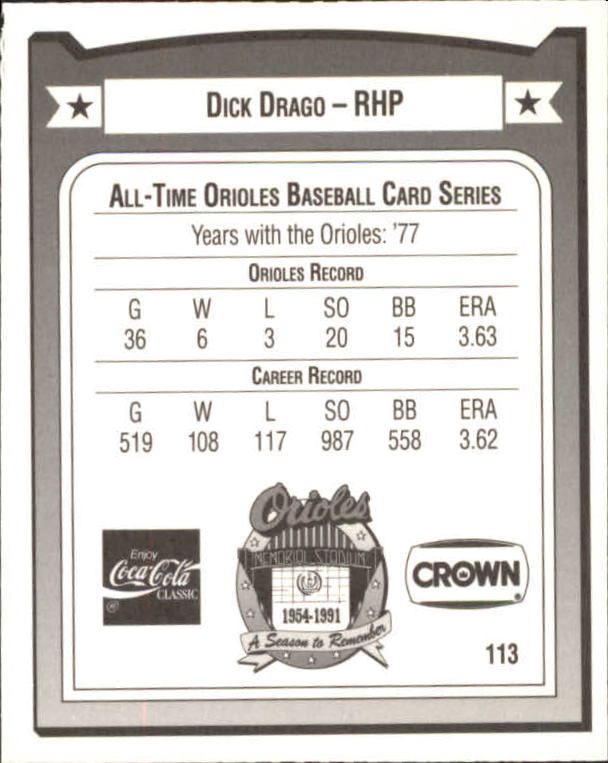 DICK DRAGO – RHP
ALL-TIME ORIOLES BASEBALL CARD SERIES
Years with the Orioles: '77
ORIOLES RECORD
G W L SO BB ERA
36 6 3 20 15 3.63
CAREER RECORD
G W L SO BB ERA
519 108 117 987 558 3.62
Orioles
MEMORIAL STADIUM
1954-1991
A Season to Remember
Enjoy
Coca-Cola
CLASSIC
®
CROWN
®
113